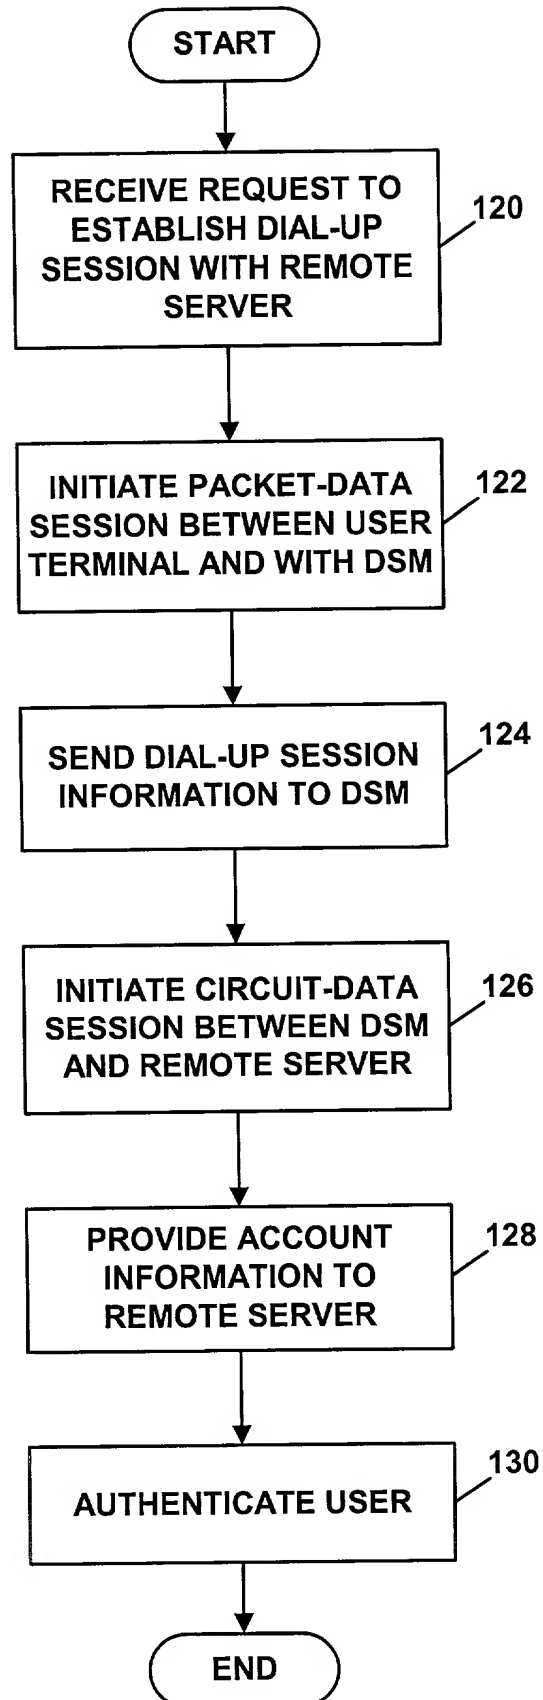 START
RECEIVE REQUEST TO
ESTABLISH DIAL-UP
SESSION WITH REMOTE
SERVER
120
INITIATE PACKET-DATA
SESSION BETWEEN USER
TERMINAL AND WITH DSM
122
SEND DIAL-UP SESSION
INFORMATION TO DSM
124
INITIATE CIRCUIT-DATA
SESSION BETWEEN DSM
AND REMOTE SERVER
126
PROVIDE ACCOUNT
INFORMATION TO
REMOTE SERVER
128
AUTHENTICATE USER
130
END